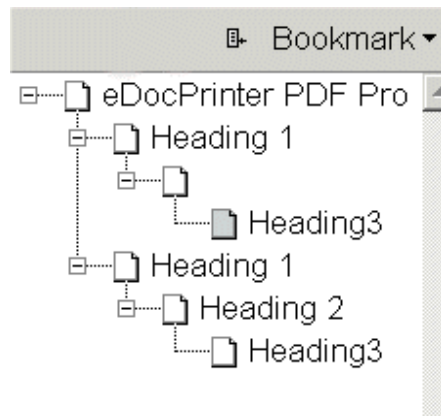 Bookmark
eDocPrinter PDF Pro
Heading 1
Heading3
Heading 1
Heading 2
Heading3